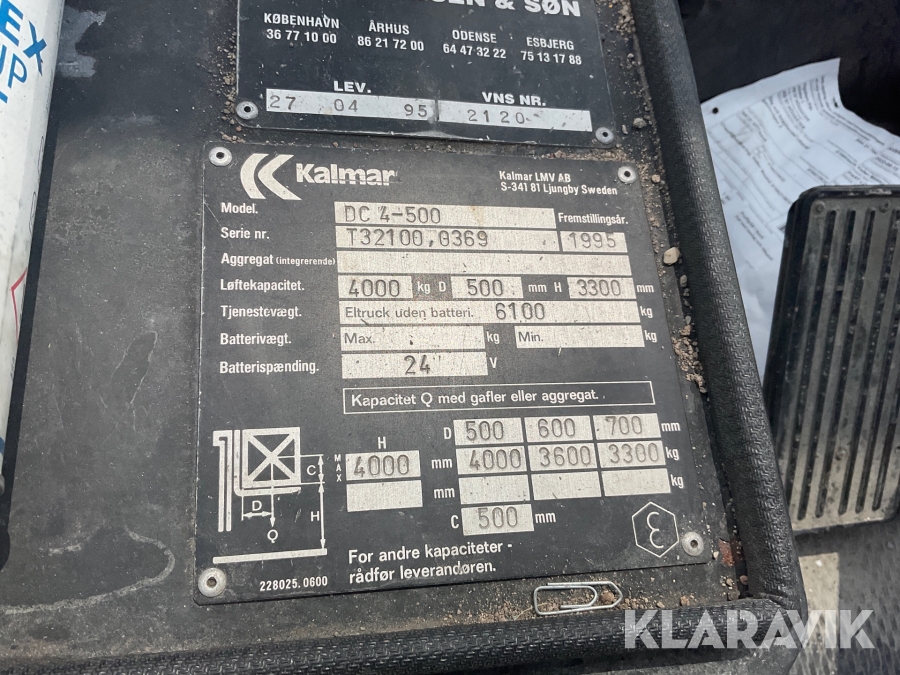 EN & SØN
KØBENHAVN ÅRHUS ODENSE ESBJERG
36 77 10 00 86 21 72 00 64 47 32 22 75 13 17 88
LEV. VNS NR.
27 04 95 2120
Kalmar
Kalmar LMV AB
S-341 81 Ljungby Sweden
Model. DC 4-500 Fremstillingsår.
Serie nr. T32100,0369 1995
Aggregat (integrerende)
Løftekapacitet. 4000 kg D 500 mm H 3300 mm
Tjenestevægt. Eltruck uden batteri. 6100 kg
Batterivægt. Max. kg Min. kg
Batterispænding. 24 V
Kapacitet Q med gafler eller aggregat.
H D 500 600 700 mm
MAX 4000 mm 4000 3600 3300 kg
mm kg
C 500 mm
C
D
H
Q
For andre kapaciteter -
rådfør leverandøren.
228025.0600
EX
KLARAVIK